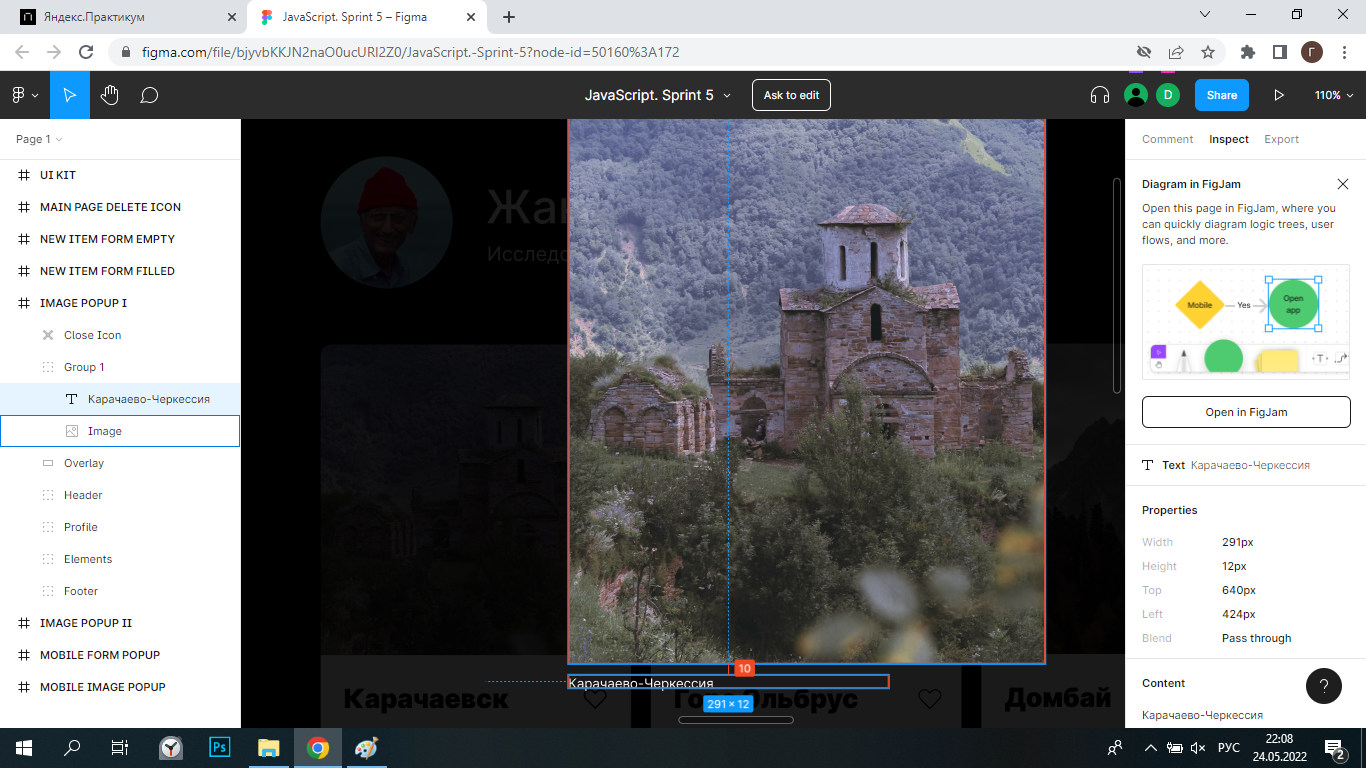 Яндекс.Практикум
JavaScript. Sprint 5 – Figma
figma.com/file/bjyvbKKJN2naO0ucURI2Z0/JavaScript.-Sprint-5?node-id=50160%3A172
Г
JavaScript. Sprint 5
Ask to edit
D
Share
110%
Page 1
UI KIT
MAIN PAGE DELETE ICON
NEW ITEM FORM EMPTY
NEW ITEM FORM FILLED
IMAGE POPUP I
Close Icon
Group 1
Карачаево-Черкессия
Image
Overlay
Header
Profile
Elements
Footer
IMAGE POPUP II
MOBILE FORM POPUP
MOBILE IMAGE POPUP
Исследо
10
Карачаево-Черкессия
291 × 12
Карачаевск
Домбай
Comment
Inspect
Export
Diagram in FigJam
Open this page in FigJam, where you
can quickly diagram logic trees, user
flows, and more.
Mobile
Yes
Open
app
T
Open in FigJam
Text Карачаево-Черкессия
Properties
Width 291px
Height 12px
Top 640px
Left 424px
Blend Pass through
Content
Карачаево-Черкессия
?
Ps
РУС
22:08
24.05.2022
2